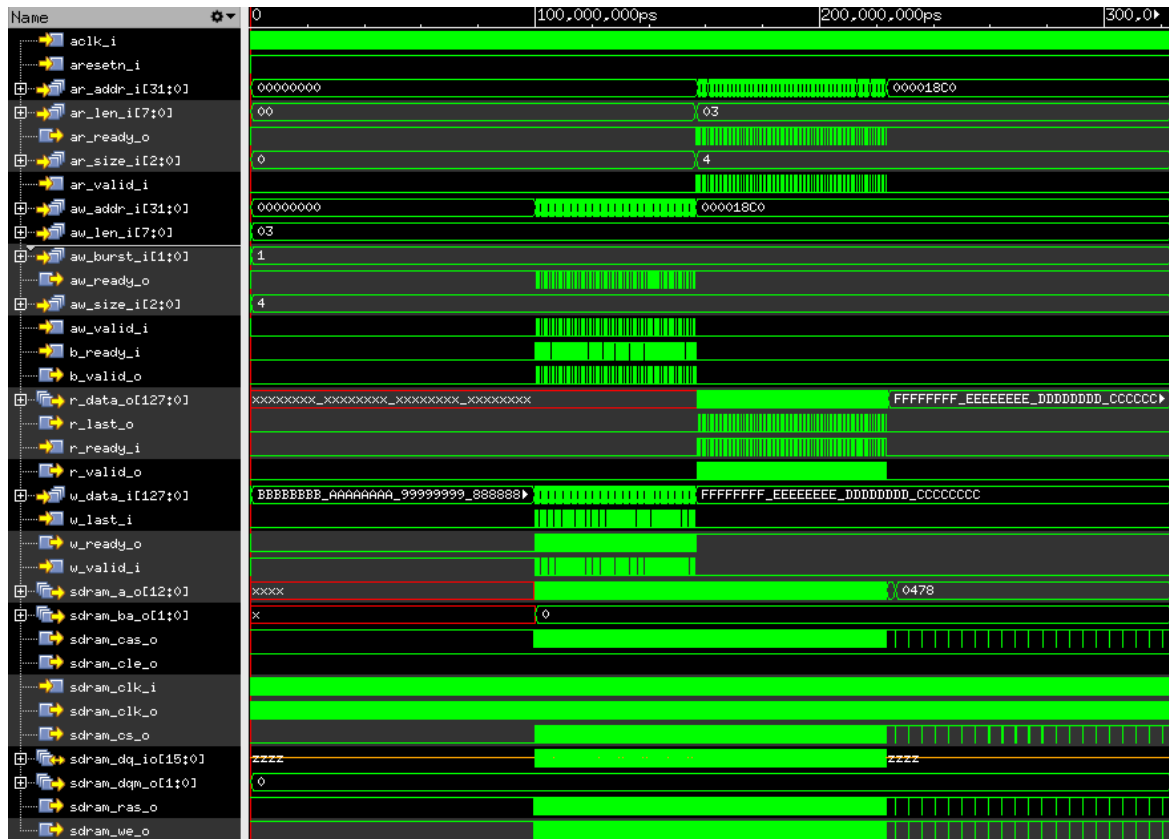 Name 0 100,000,000ps 200,000,000ps 300,0
aclk_i
aresetn_i
ar_addr_i[31:0] 00000000 000018C0
ar_len_i[7:0] 00 03
ar_ready_o
ar_size_i[2:0] 0 4
ar_valid_i
aw_addr_i[31:0] 00000000 000018C0
aw_len_i[7:0] 03
aw_burst_i[1:0] 1
aw_ready_o
aw_size_i[2:0] 4
aw_valid_i
b_ready_i
b_valid_o
r_data_o[127:0] xxxxxxxx_xxxxxxxx_xxxxxxxx_xxxxxxxx FFFFFFFF_EEEEEEEE_DDDDDDDD_CCCCCC
r_last_o
r_ready_i
r_valid_o
w_data_i[127:0] BBBBBBBB_AAAAAAAA_99999999_888888 FFFFFFFF_EEEEEEEE_DDDDDDDD_CCCCCCCC
w_last_i
w_ready_o
w_valid_i
sdram_a_o[12:0] xxxx 0478
sdram_ba_o[1:0] x 0
sdram_cas_o
sdram_cle_o
sdram_clk_i
sdram_clk_o
sdram_cs_o
sdram_dq_io[15:0] zzzz zzzz
sdram_dqm_o[1:0] 0
sdram_ras_o
sdram_we_o